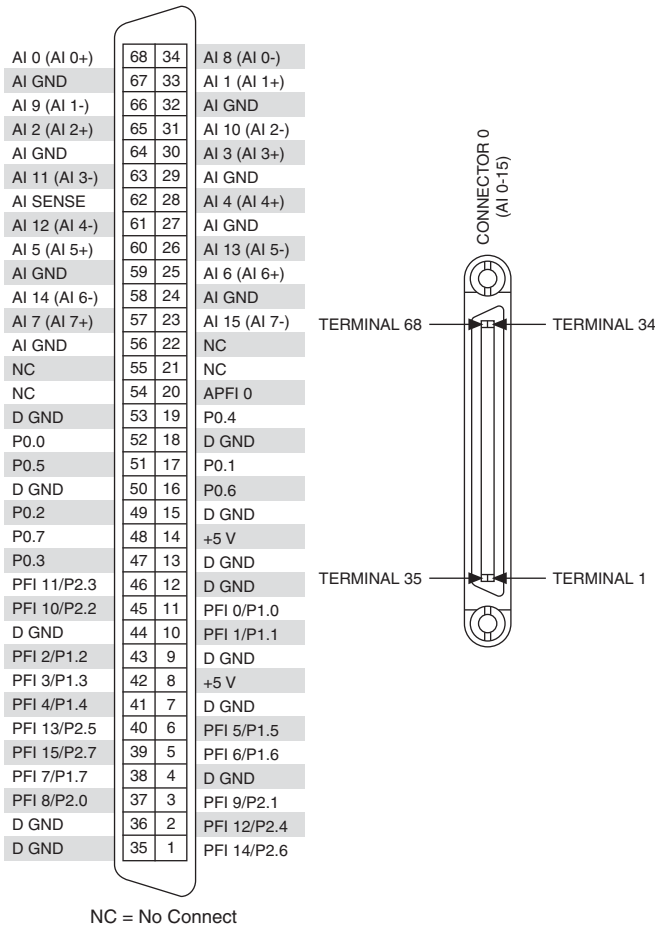 AI 0 (AI 0+) 68 34 AI 8 (AI 0-)
AI GND 67 33 AI 1 (AI 1+)
AI 9 (AI 1-) 66 32 AI GND
AI 2 (AI 2+) 65 31 AI 10 (AI 2-)
AI GND 64 30 AI 3 (AI 3+)
AI 11 (AI 3-) 63 29 AI GND
AI SENSE 62 28 AI 4 (AI 4+)
AI 12 (AI 4-) 61 27 AI GND
AI 5 (AI 5+) 60 26 AI 13 (AI 5-)
AI GND 59 25 AI 6 (AI 6+)
AI 14 (AI 6-) 58 24 AI GND
AI 7 (AI 7+) 57 23 AI 15 (AI 7-)
AI GND 56 22 NC
NC 55 21 NC
NC 54 20 APFI 0
D GND 53 19 P0.4
P0.0 52 18 D GND
P0.5 51 17 P0.1
D GND 50 16 P0.6
P0.2 49 15 D GND
P0.7 48 14 +5 V
P0.3 47 13 D GND
PFI 11/P2.3 46 12 D GND
PFI 10/P2.2 45 11 PFI 0/P1.0
D GND 44 10 PFI 1/P1.1
PFI 2/P1.2 43 9 D GND
PFI 3/P1.3 42 8 +5 V
PFI 4/P1.4 41 7 D GND
PFI 13/P2.5 40 6 PFI 5/P1.5
PFI 15/P2.7 39 5 PFI 6/P1.6
PFI 7/P1.7 38 4 D GND
PFI 8/P2.0 37 3 PFI 9/P2.1
D GND 36 2 PFI 12/P2.4
D GND 35 1 PFI 14/P2.6
NC = No Connect
CONNECTOR 0
(AI 0-15)
TERMINAL 68
TERMINAL 34
TERMINAL 35
TERMINAL 1